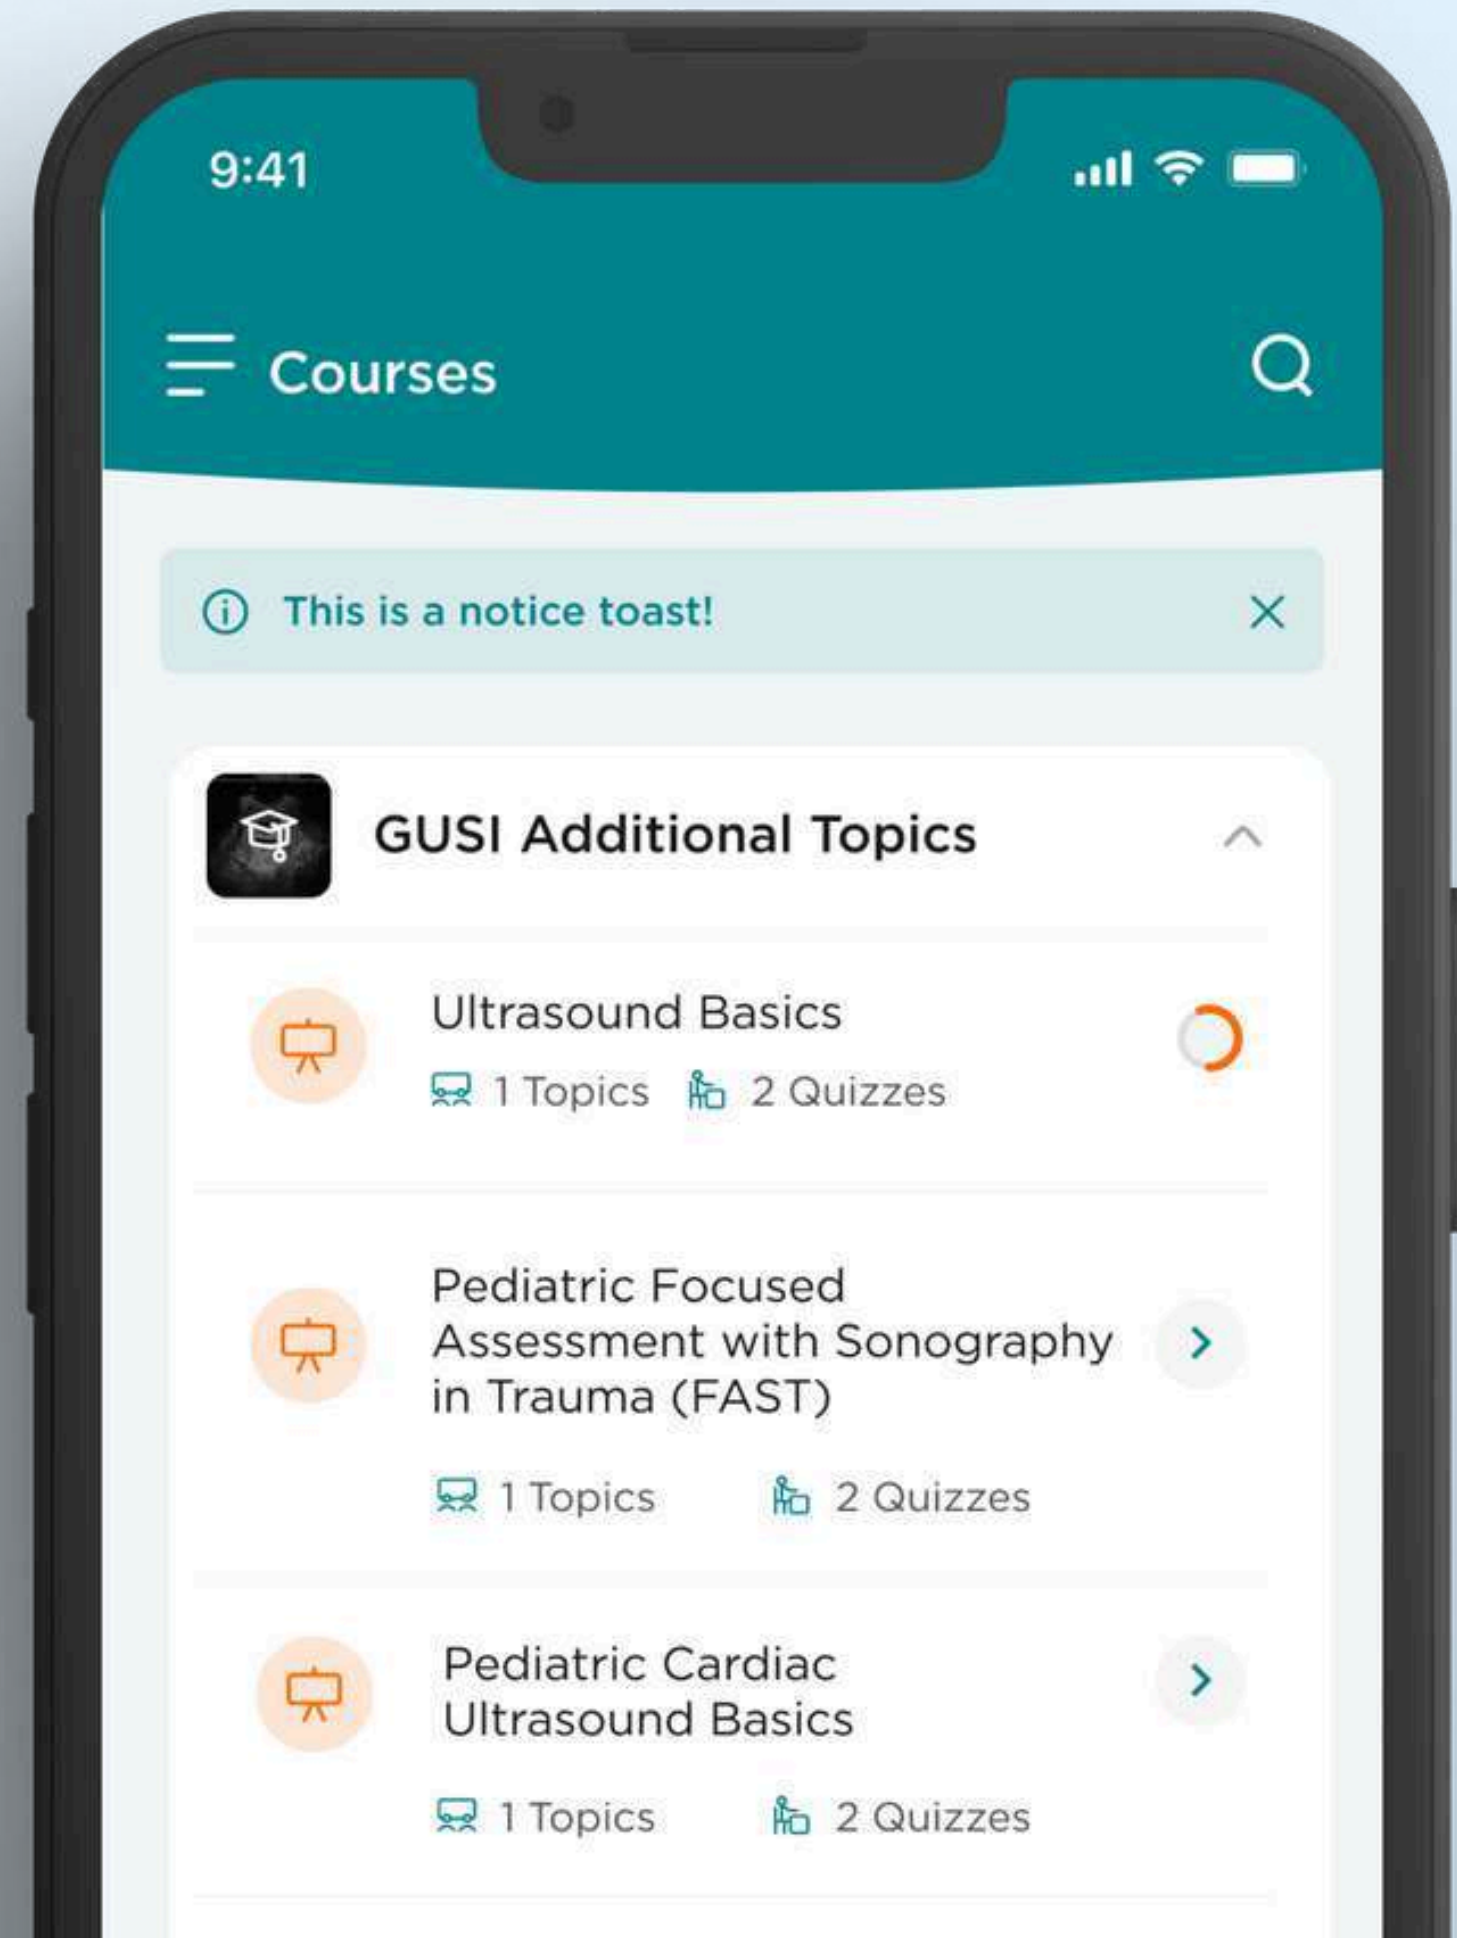 9:41
Courses
This is a notice toast!
GUSI Additional Topics
Ultrasound Basics
1 Topics 2 Quizzes
Pediatric Focused
Assessment with Sonography
in Trauma (FAST)
1 Topics 2 Quizzes
Pediatric Cardiac
Ultrasound Basics
1 Topics 2 Quizzes